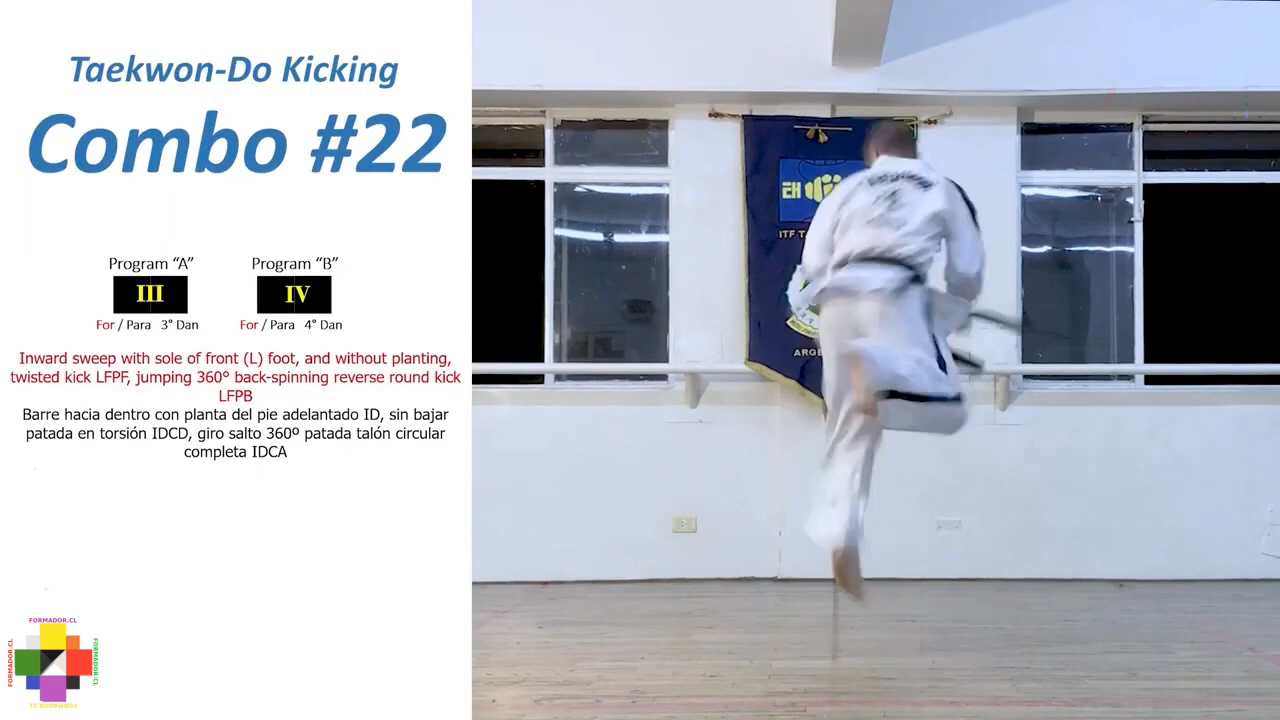 Taekwon-Do Kicking
Combo #22
Program “A”
Program “B”
III
IV
For / Para 3° Dan
For / Para 4° Dan
Inward sweep with sole of front (L) foot, and without planting,
twisted kick LFPF, jumping 360° back-spinning reverse round kick
LFPB
Barre hacia dentro con planta del pie adelantado ID, sin bajar
patada en torsión IDCD, giro salto 360º patada talón circular
completa IDCA
FORMADOR.CL
FORMADOR.CL
FORMADOR.CL
FORMADOR.CL
태
ITF T
ARGE